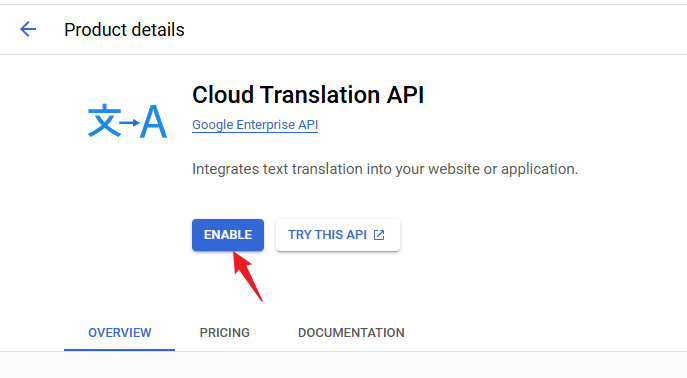 Product details
文→A
Cloud Translation API
Google Enterprise API
Integrates text translation into your website or application.
ENABLE TRY THIS API
OVERVIEW PRICING DOCUMENTATION